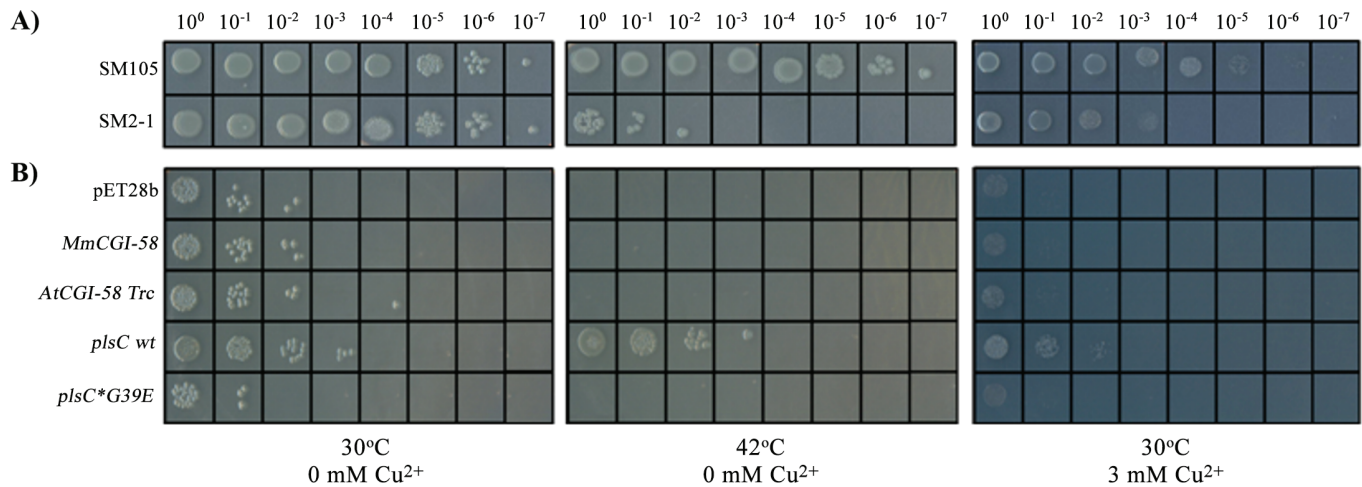 A) 10⁰ 10⁻¹ 10⁻² 10⁻³ 10⁻⁴ 10⁻⁵ 10⁻⁶ 10⁻⁷ 10⁰ 10⁻¹ 10⁻² 10⁻³ 10⁻⁴ 10⁻⁵ 10⁻⁶ 10⁻⁷ 10⁰ 10⁻¹ 10⁻² 10⁻³ 10⁻⁴ 10⁻⁵ 10⁻⁶ 10⁻⁷
SM105
SM2-1
B)
pET28b
MmCGI-58
AtCGI-58 Trc
plsC wt
plsC*G39E
30°C 42°C 30°C
0 mM Cu²⁺ 0 mM Cu²⁺ 3 mM Cu²⁺